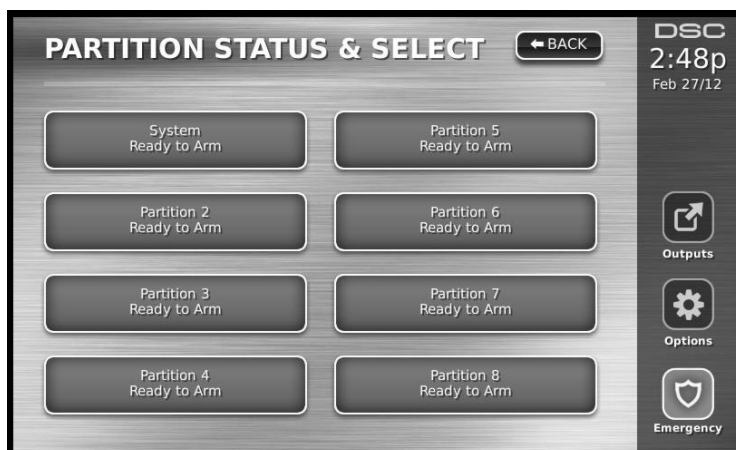 PARTITION STATUS & SELECT
BACK
DSC
2:48p
Feb 27/12
System
Ready to Arm
Partition 5
Ready to Arm
Partition 2
Ready to Arm
Partition 6
Ready to Arm
Partition 3
Ready to Arm
Partition 7
Ready to Arm
Partition 4
Ready to Arm
Partition 8
Ready to Arm
Outputs
Options
Emergency